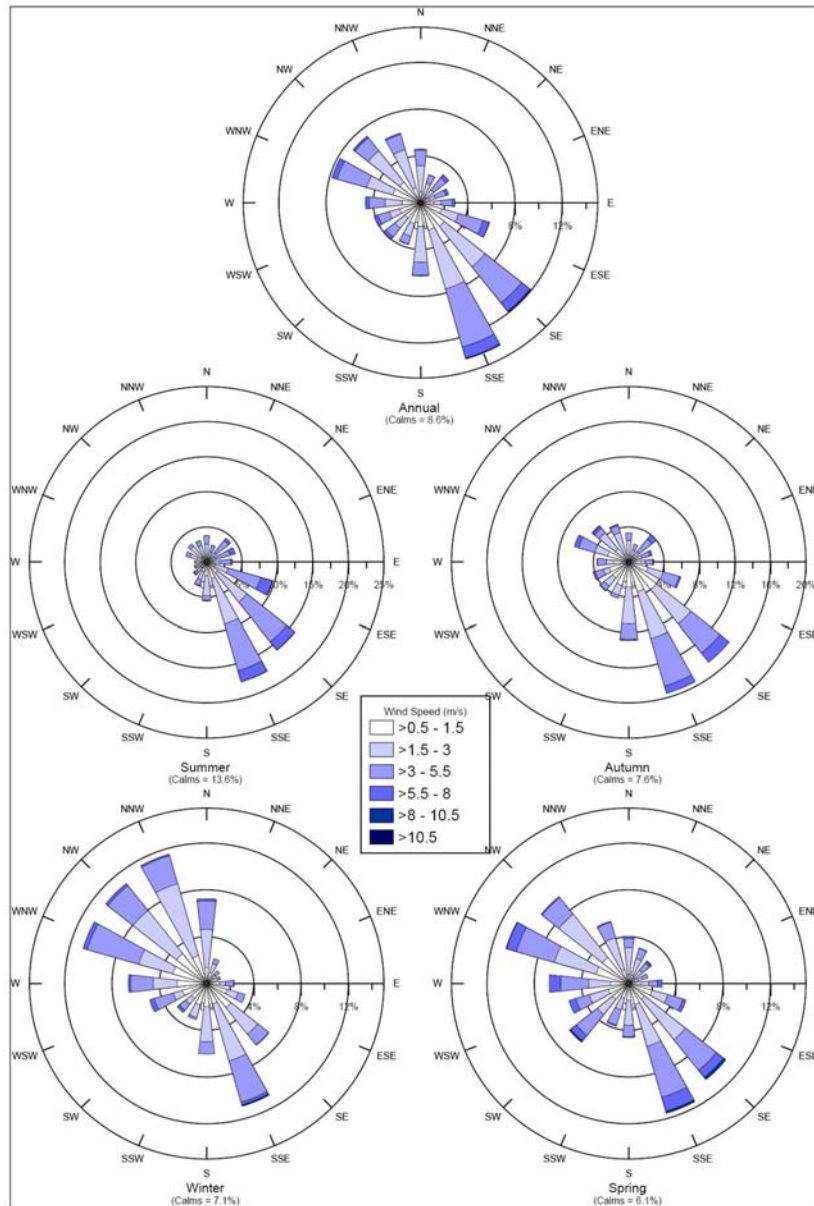 N
NNW NNE
NW NE
WNW ENE
W E
8% 12%
WSW ESE
SW SE
SSW SSE
S
Annual
(Calms = 8.6%)
N N
NNW NNE NNW NNE
NW NE NW NE
WNW ENE WNW ENE
W E W E
10% 15% 20% 25% 8% 12% 16% 20%
WSW ESE WSW ESE
SW SE SW SE
SSW SSE SSW SSE
S S
Summer Autumn
(Calms = 13.6%) (Calms = 7.6%)
Wind Speed (m/s)
>0.5 - 1.5
>1.5 - 3
>3 - 5.5
>5.5 - 8
>8 - 10.5
>10.5
N N
NNW NNE NNW NNE
NW NE NW NE
WNW ENE WNW ENE
W E W E
4% 8% 12% 8% 12%
WSW ESE WSW ESE
SW SE SW SE
SSW SSE SSW SSE
S S
Winter Spring
(Calms = 7.1%) (Calms = 6.1%)